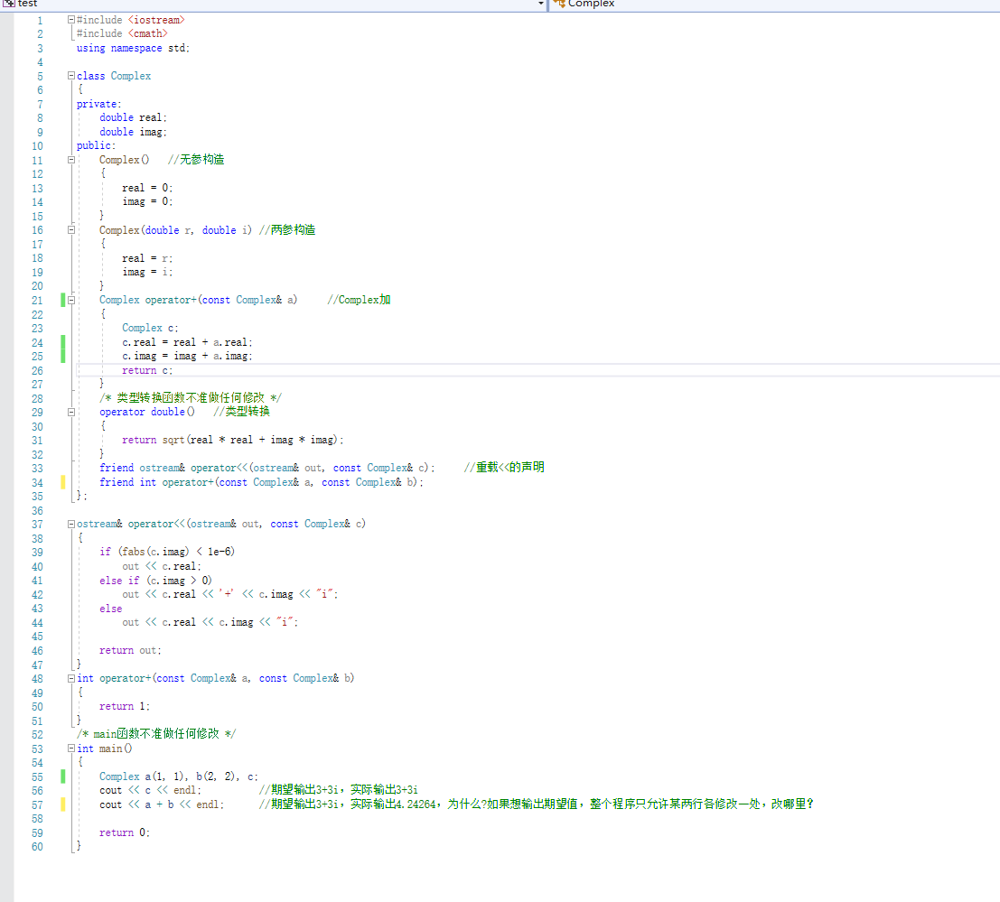 test Complex
1 #include <iostream>
2 #include <cmath>
3 using namespace std;
4
5 class Complex
6 {
7 private:
8 double real;
9 double imag;
10 public:
11 Complex() //无参构造
12 {
13 real = 0;
14 imag = 0;
15 }
16 Complex(double r, double i) //两参构造
17 {
18 real = r;
19 imag = i;
20 }
21 Complex operator+(const Complex& a) //Complex加
22 {
23 Complex c;
24 c.real = real + a.real;
25 c.imag = imag + a.imag;
26 return c;
27 }
28 /* 类型转换函数不准做任何修改 */
29 operator double() //类型转换
30 {
31 return sqrt(real * real + imag * imag);
32 }
33 friend ostream& operator<<(ostream& out, const Complex& c); //重载<<的声明
34 friend int operator+(const Complex& a, const Complex& b);
35 };
36
37 ostream& operator<<(ostream& out, const Complex& c)
38 {
39 if (fabs(c.imag) < 1e-6)
40 out << c.real;
41 else if (c.imag > 0)
42 out << c.real << '+' << c.imag << "i";
43 else
44 out << c.real << c.imag << "i";
45
46 return out;
47 }
48 int operator+(const Complex& a, const Complex& b)
49 {
50 return 1;
51 }
52 /* main函数不准做任何修改 */
53 int main()
54 {
55 Complex a(1, 1), b(2, 2), c;
56 cout << c << endl; //期望输出3+3i，实际输出3+3i
57 cout << a + b << endl; //期望输出3+3i，实际输出4.24264，为什么?如果想输出期望值，整个程序只允许某两行各修改一处，改哪里?
58
59 return 0;
60 }